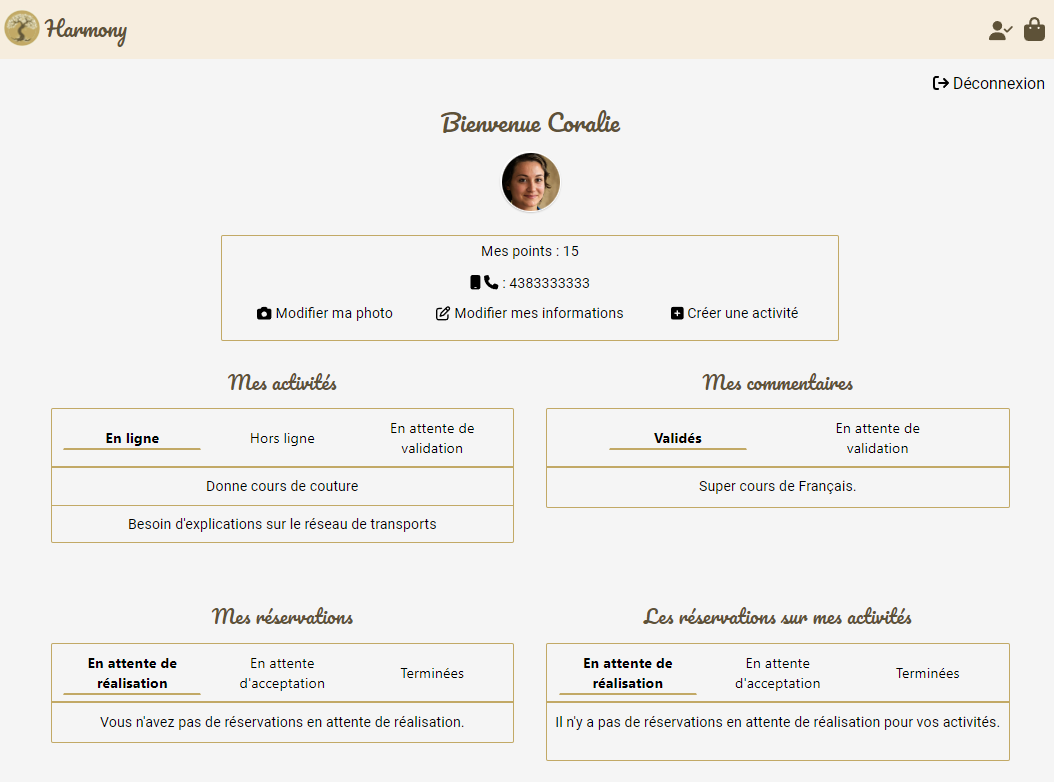 Harmony
Déconnexion
Bienvenue Coralie
Mes points : 15
: 4383333333
Modifier ma photo Modifier mes informations Créer une activité
Mes activités
En ligne Hors ligne En attente de
validation
Donne cours de couture
Besoin d'explications sur le réseau de transports
Mes commentaires
Validés En attente de
validation
Super cours de Français.
Mes réservations
En attente de
réalisation
En attente
d'acceptation
Terminées
Vous n'avez pas de réservations en attente de réalisation.
Les réservations sur mes activités
En attente de
réalisation
En attente
d'acceptation
Terminées
Il n'y a pas de réservations en attente de réalisation pour vos activités.